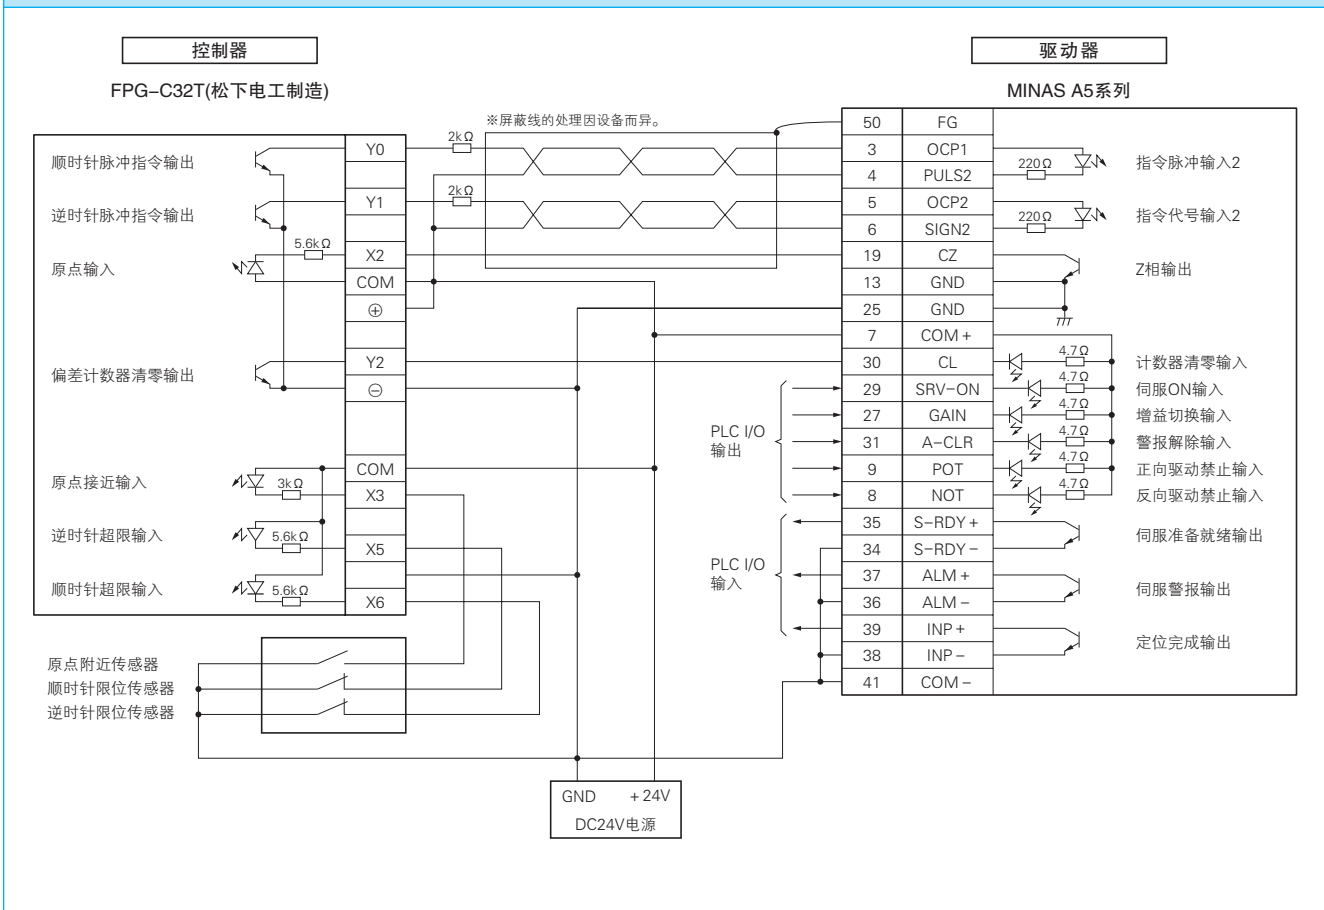 控制器
驱动器
FPG-C32T(松下电工制造)
MINAS A5系列
※屏蔽线的处理因设备而异。
顺时针脉冲指令输出
逆时针脉冲指令输出
5.6kΩ
原点输入
偏差计数器清零输出
原点接近输入
3kΩ
逆时针超限输入
5.6kΩ
顺时针超限输入
5.6kΩ
Y0
Y1
X2
COM
⊕
Y2
⊖
COM
X3
X5
X6
2kΩ
2kΩ
PLC I/O
输出
PLC I/O
输入
50 FG
3 OCP1
4 PULS2
5 OCP2
6 SIGN2
19 CZ
13 GND
25 GND
7 COM+
30 CL
29 SRV-ON
27 GAIN
31 A-CLR
9 POT
8 NOT
35 S-RDY+
34 S-RDY-
37 ALM+
36 ALM-
39 INP+
38 INP-
41 COM-
220Ω 指令脉冲输入2
220Ω 指令代号输入2
Z相输出
4.7Ω 计数器清零输入
4.7Ω 伺服ON输入
4.7Ω 增益切换输入
4.7Ω 警报解除输入
4.7Ω 正向驱动禁止输入
4.7Ω 反向驱动禁止输入
伺服准备就绪输出
伺服警报输出
定位完成输出
原点附近传感器
顺时针限位传感器
逆时针限位传感器
GND +24V
DC24V电源